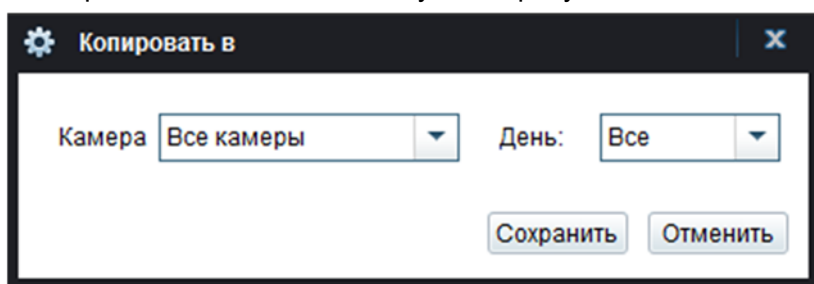 Копировать в
Камера Все камеры День: Все
Сохранить Отменить